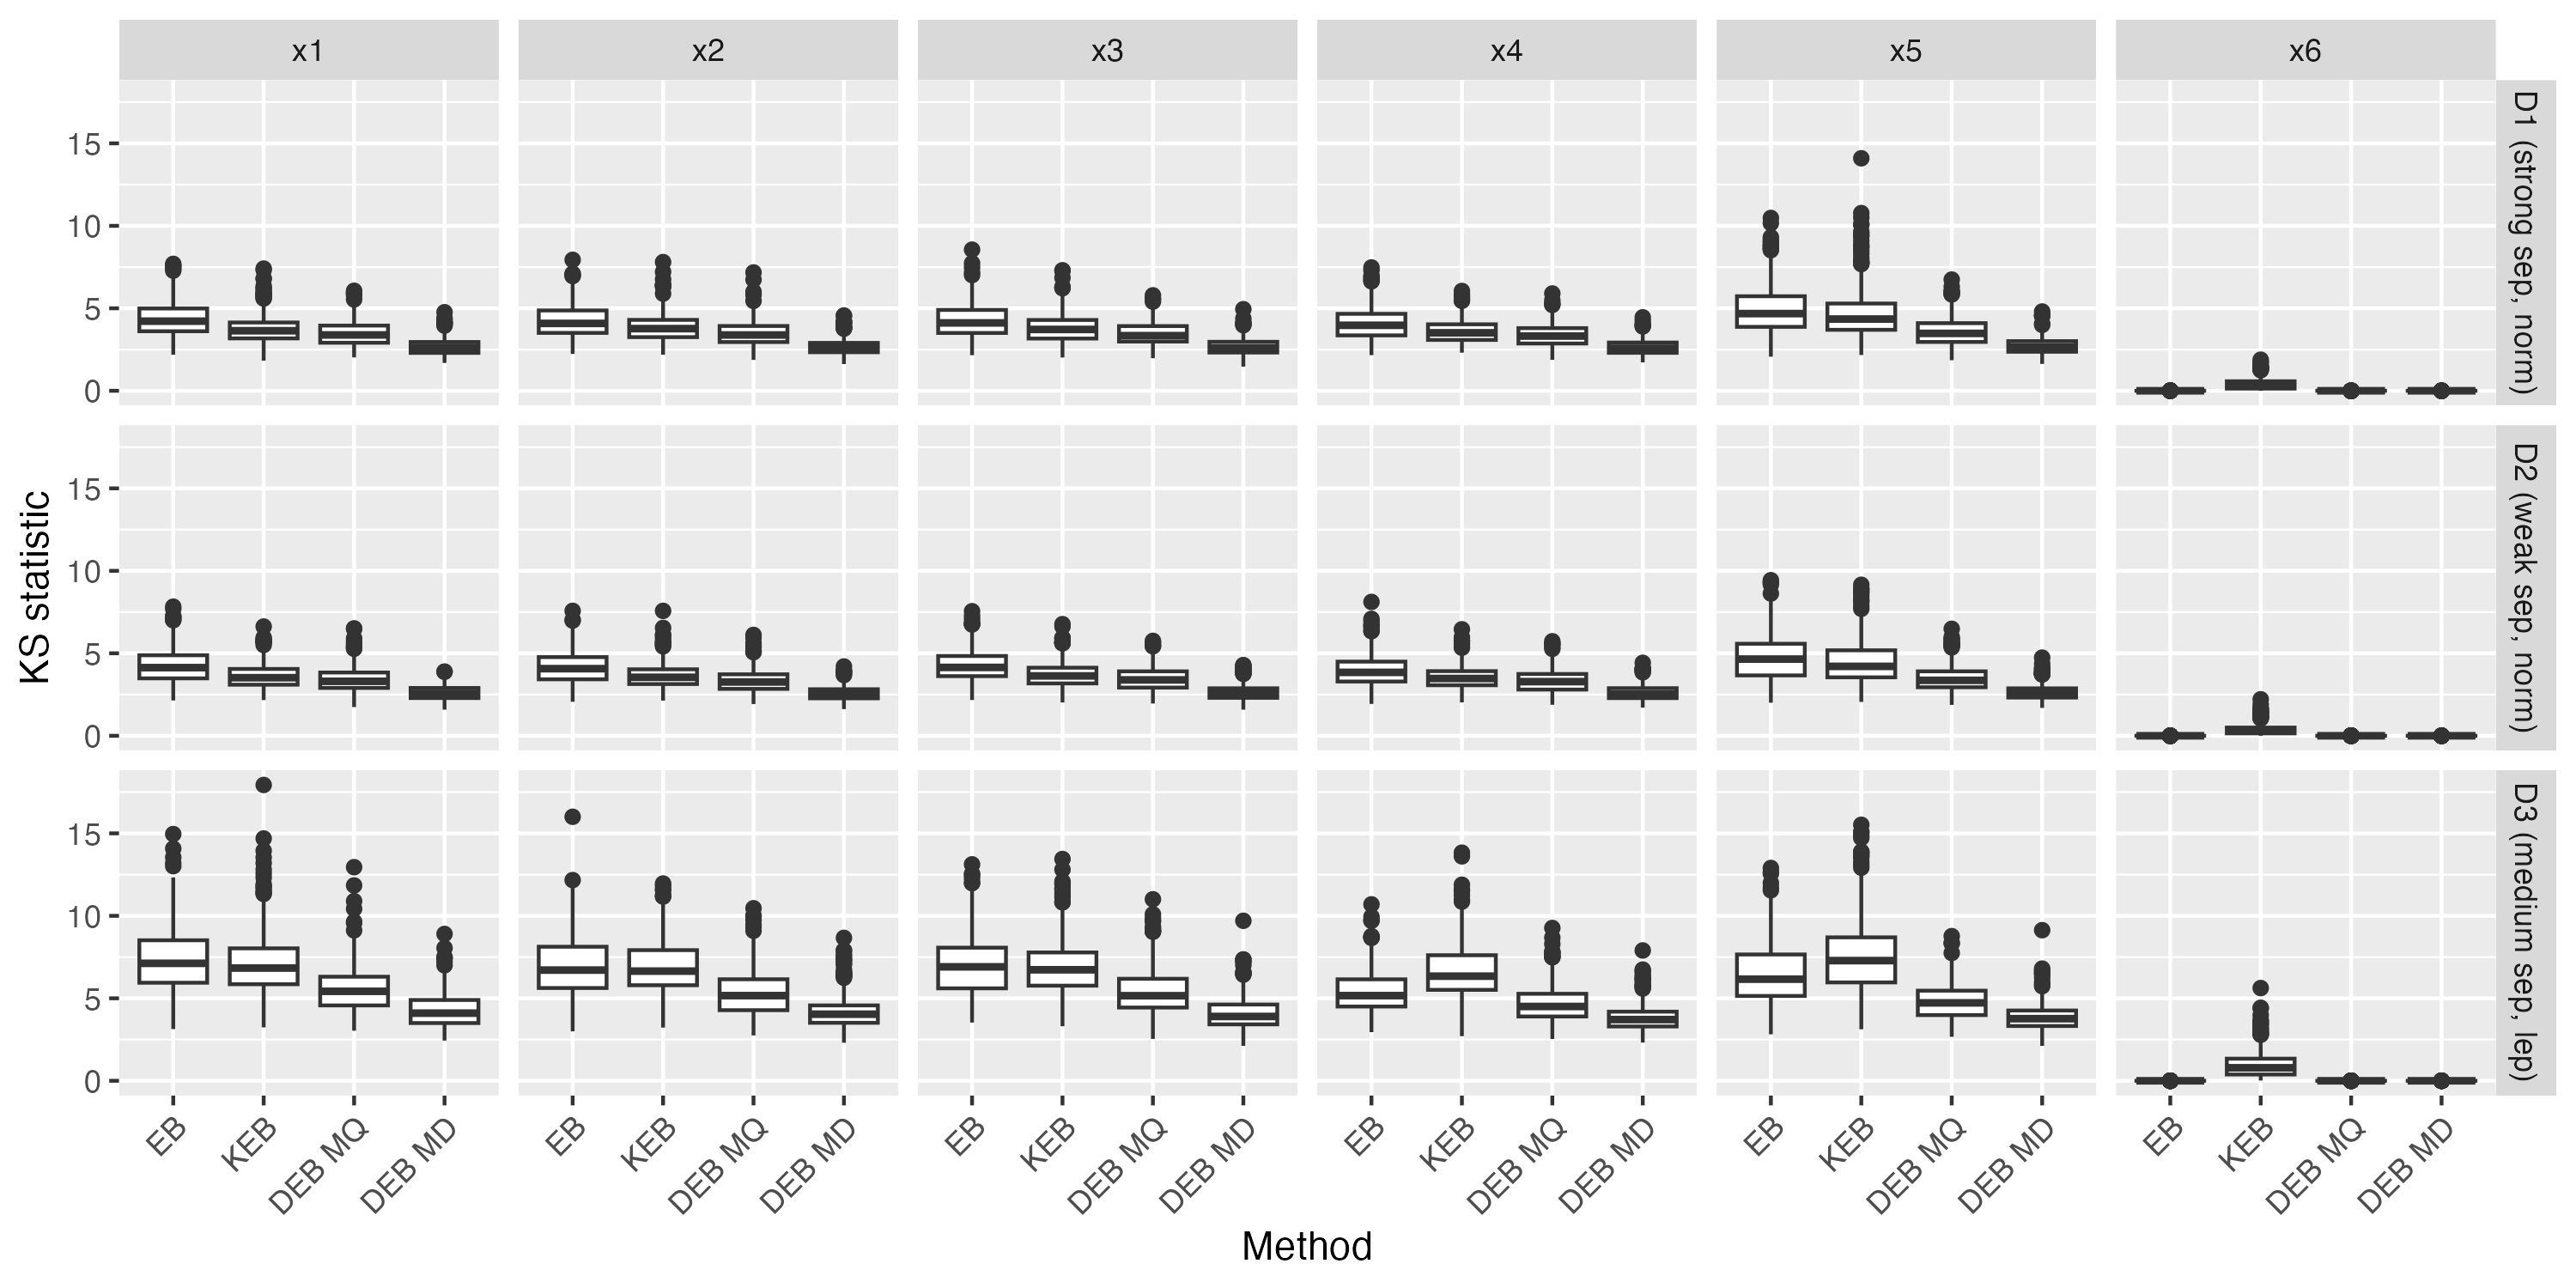 x1 x2 x3 x4 x5 x6
KS statistic
15
10
5
0
D1 (strong sep, norm)
15
10
5
0
D2 (weak sep, norm)
15
10
5
0
D3 (medium sep, lep)
EB KEB DEB MQ DEB MD EB KEB DEB MQ DEB MD EB KEB DEB MQ DEB MD EB KEB DEB MQ DEB MD EB KEB DEB MQ DEB MD EB KEB DEB MQ DEB MD
Method